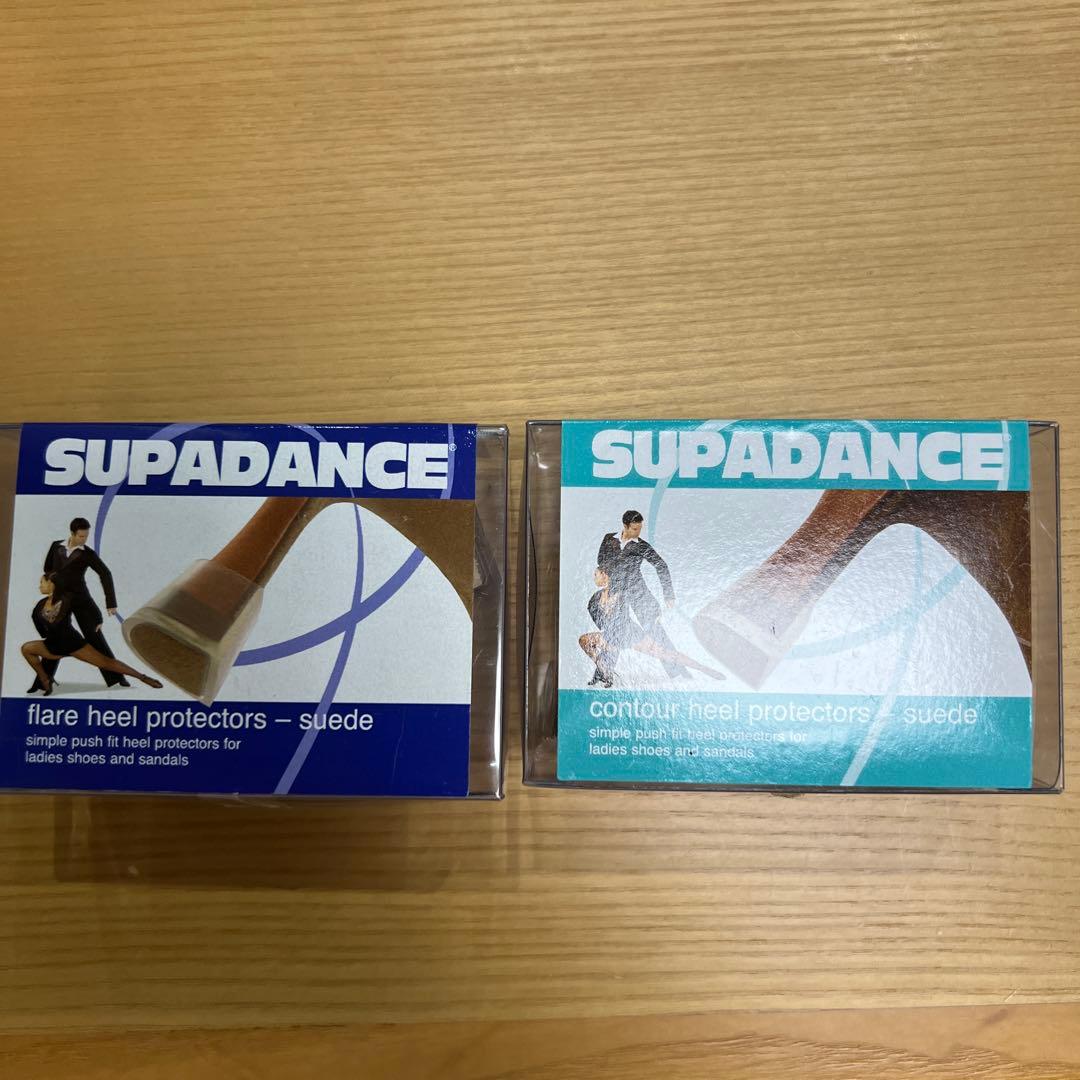 SUPADANCE®
flare heel protectors – suede
simple push fit heel protectors for
ladies shoes and sandals
SUPADANCE
contour heel protectors – suede
simple push fit heel protectors for
ladies shoes and sandals